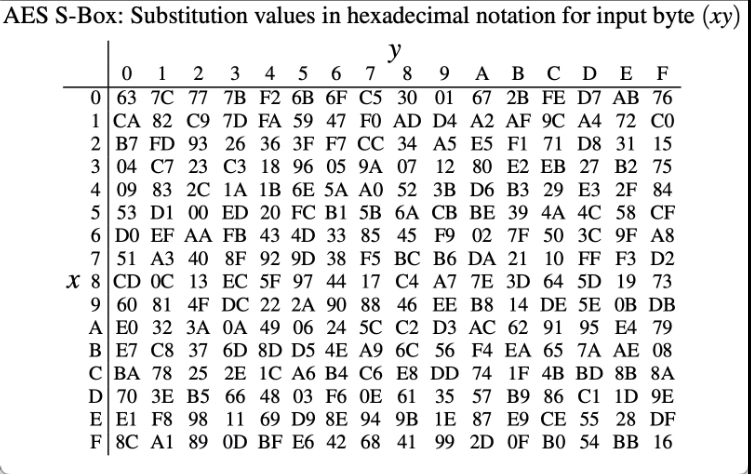 AES S-Box: Substitution values in hexadecimal notation for input byte (xy)
y
0 1 2 3 4 5 6 7 8 9 A B C D E F
0 63 7C 77 7B F2 6B 6F C5 30 01 67 2B FE D7 AB 76
1 CA 82 C9 7D FA 59 47 F0 AD D4 A2 AF 9C A4 72 C0
2 B7 FD 93 26 36 3F F7 CC 34 A5 E5 F1 71 D8 31 15
3 04 C7 23 C3 18 96 05 9A 07 12 80 E2 EB 27 B2 75
4 09 83 2C 1A 1B 6E 5A A0 52 3B D6 B3 29 E3 2F 84
5 53 D1 00 ED 20 FC B1 5B 6A CB BE 39 4A 4C 58 CF
6 D0 EF AA FB 43 4D 33 85 45 F9 02 7F 50 3C 9F A8
7 51 A3 40 8F 92 9D 38 F5 BC B6 DA 21 10 FF F3 D2
x 8 CD 0C 13 EC 5F 97 44 17 C4 A7 7E 3D 64 5D 19 73
9 60 81 4F DC 22 2A 90 88 46 EE B8 14 DE 5E 0B DB
A E0 32 3A 0A 49 06 24 5C C2 D3 AC 62 91 95 E4 79
B E7 C8 37 6D 8D D5 4E A9 6C 56 F4 EA 65 7A AE 08
C BA 78 25 2E 1C A6 B4 C6 E8 DD 74 1F 4B BD 8B 8A
D 70 3E B5 66 48 03 F6 0E 61 35 57 B9 86 C1 1D 9E
E E1 F8 98 11 69 D9 8E 94 9B 1E 87 E9 CE 55 28 DF
F 8C A1 89 0D BF E6 42 68 41 99 2D 0F B0 54 BB 16